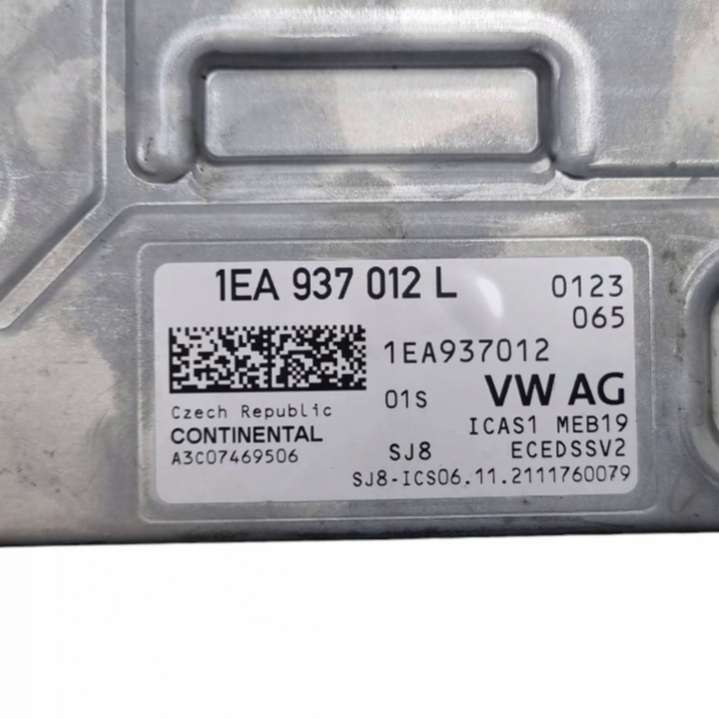 1EA 937 012 L 0123
065
1EA937012
01S VW AG
Czech Republic
ICAS1 MEB19
CONTINENTAL
SJ8 ECEDSSV2
A3C07469506
SJ8-ICS06.11.2111760079